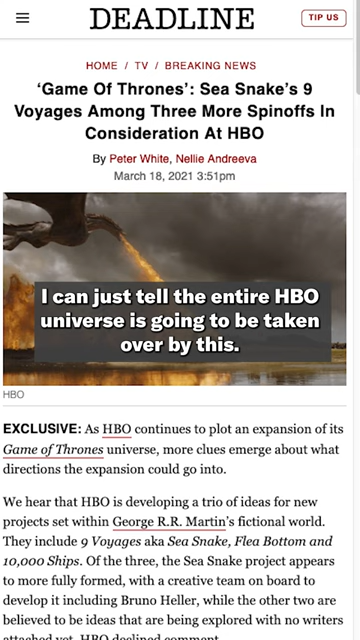 DEADLINE
TIP US
HOME / TV / BREAKING NEWS
‘Game Of Thrones’: Sea Snake’s 9
Voyages Among Three More Spinoffs In
Consideration At HBO
By Peter White, Nellie Andreeva
March 18, 2021 3:51pm
I can just tell the entire HBO
universe is going to be taken
over by this.
HBO
EXCLUSIVE: As HBO continues to plot an expansion of its
Game of Thrones universe, more clues emerge about what
directions the expansion could go into.
We hear that HBO is developing a trio of ideas for new
projects set within George R.R. Martin’s fictional world.
They include 9 Voyages aka Sea Snake, Flea Bottom and
10,000 Ships. Of the three, the Sea Snake project appears
to more fully formed, with a creative team on board to
develop it including Bruno Heller, while the other two are
believed to be ideas that are being explored with no writers
attached yet. HBO declined comment.